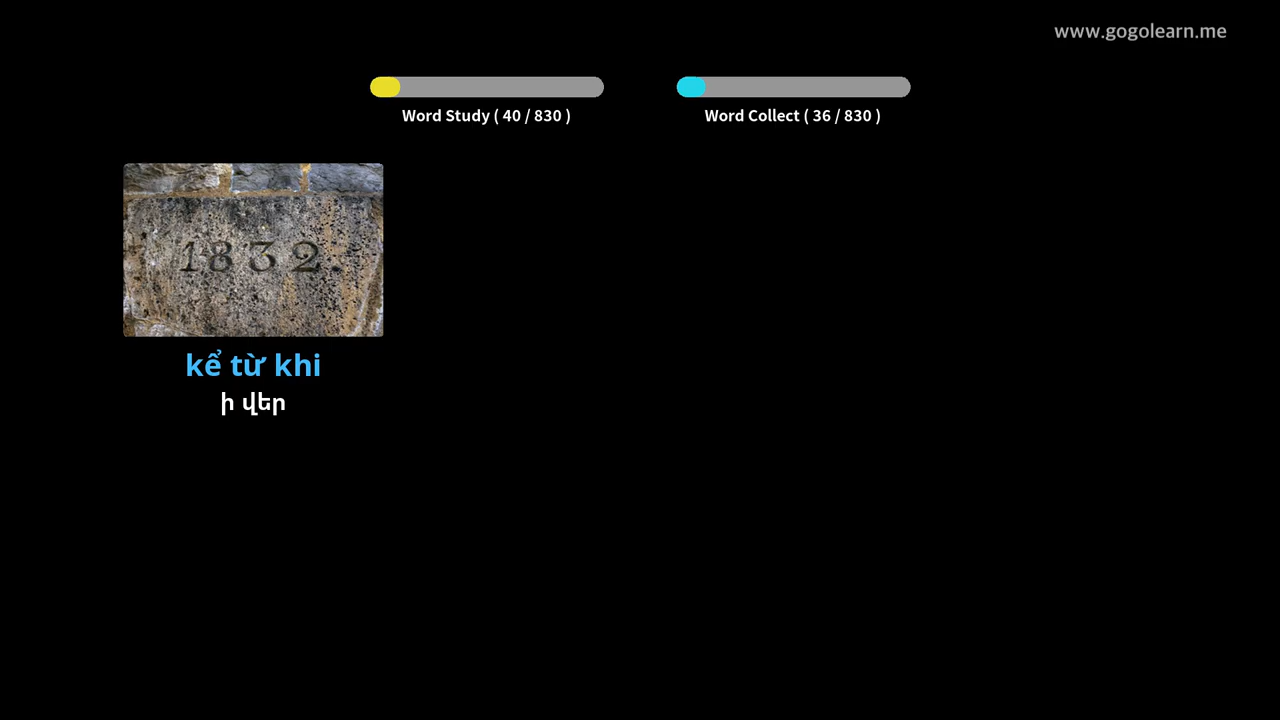 www.gogolearn.me
Word Study ( 40 / 830 )
Word Collect ( 36 / 830 )
1832.
kể từ khi
ի վեր